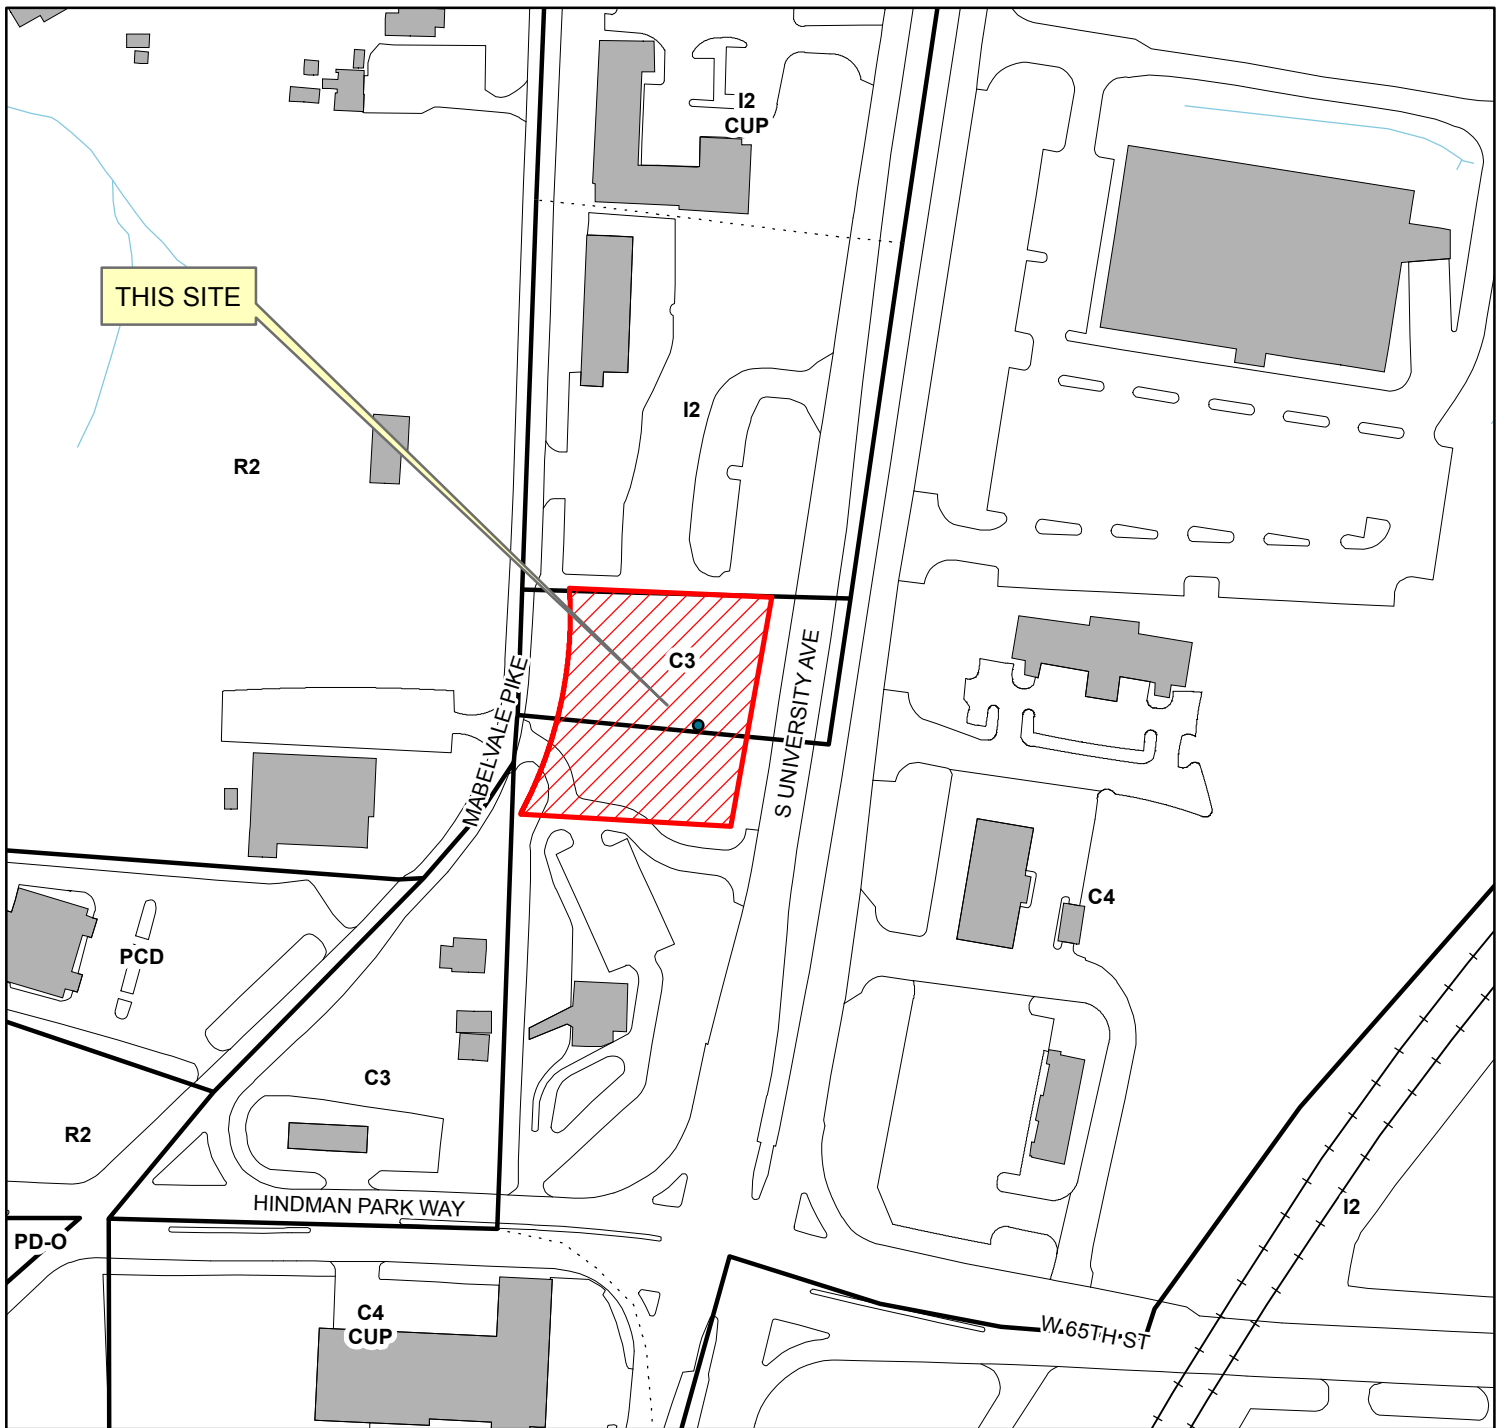 I2
CUP
THIS SITE
I2
R2
C3
S UNIVERSITY AVE
MABELVALE PIKE
C4
PCD
C3
R2
HINDMAN PARK WAY
I2
PD-O
C4
CUP
W 65TH ST